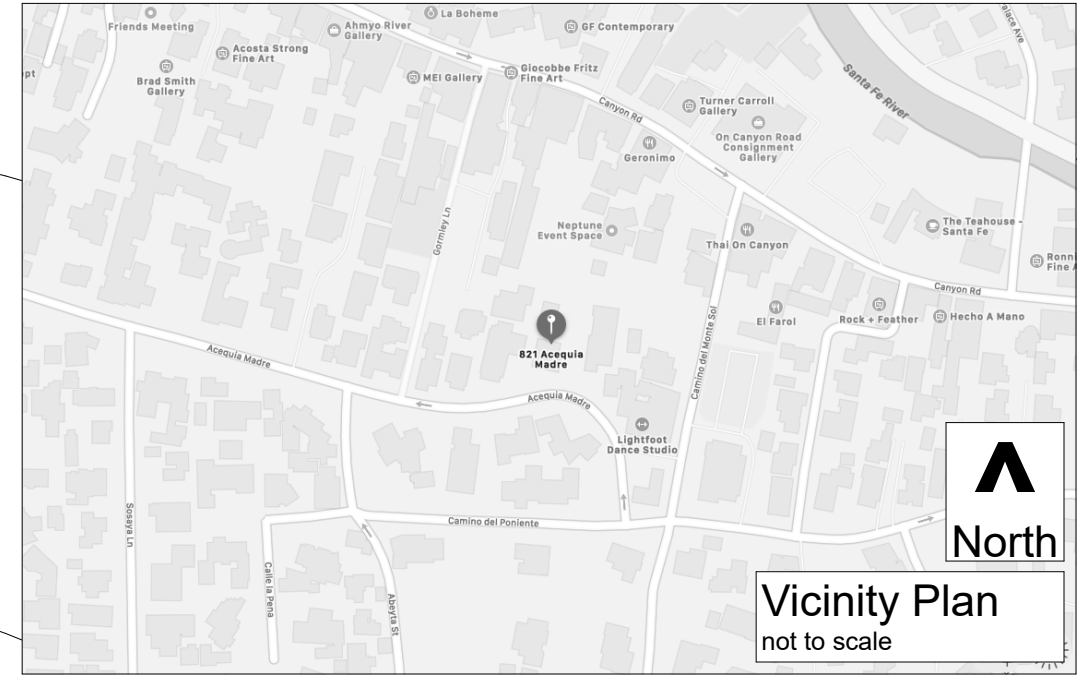 Friends Meeting
La Boheme
Ahmyo River
Gallery
GF Contemporary
Acosta Strong
Fine Art
Brad Smith
Gallery
MEI Gallery
Giocobbe Fritz
Fine Art
Canyon Rd
Turner Carroll
Gallery
On Canyon Road
Consignment
Gallery
Geronimo
Santa Fe River
Gormley Ln
Neptune
Event Space
Thai On Canyon
The Teahouse -
Santa Fe
Canyon Rd
El Farol
Rock + Feather
Hecho A Mano
821 Acequia
Madre
Acequia Madre
Acequia Madre
Camino del Monte Sol
Lightfoot
Dance Studio
Camino del Poniente
Sosaya Ln
Calle la Pena
Abeyta St
North
Vicinity Plan
not to scale